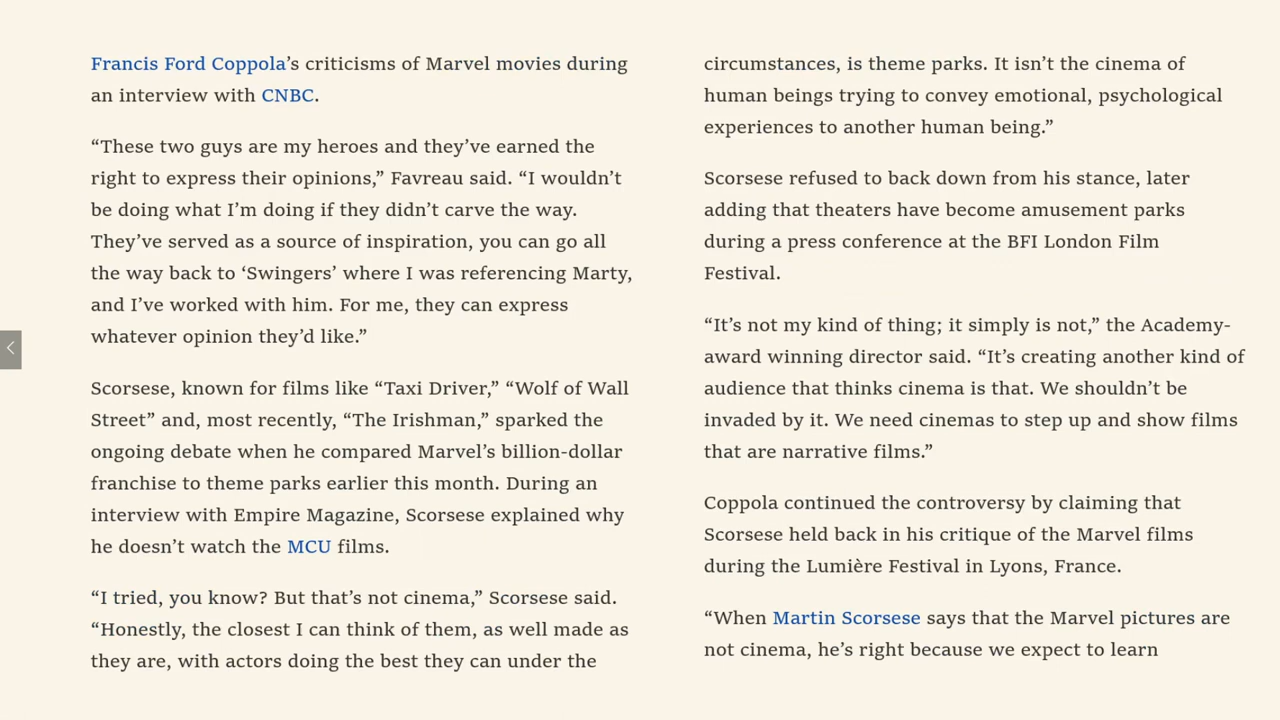 Francis Ford Coppola’s criticisms of Marvel movies during
an interview with CNBC.
“These two guys are my heroes and they’ve earned the
right to express their opinions,” Favreau said. “I wouldn’t
be doing what I’m doing if they didn’t carve the way.
They’ve served as a source of inspiration, you can go all
the way back to ‘Swingers’ where I was referencing Marty,
and I’ve worked with him. For me, they can express
whatever opinion they’d like.”
Scorsese, known for films like “Taxi Driver,” “Wolf of Wall
Street” and, most recently, “The Irishman,” sparked the
ongoing debate when he compared Marvel’s billion-dollar
franchise to theme parks earlier this month. During an
interview with Empire Magazine, Scorsese explained why
he doesn’t watch the MCU films.
“I tried, you know? But that’s not cinema,” Scorsese said.
“Honestly, the closest I can think of them, as well made as
they are, with actors doing the best they can under the
circumstances, is theme parks. It isn’t the cinema of
human beings trying to convey emotional, psychological
experiences to another human being.”
Scorsese refused to back down from his stance, later
adding that theaters have become amusement parks
during a press conference at the BFI London Film
Festival.
“It’s not my kind of thing; it simply is not,” the Academy-
award winning director said. “It’s creating another kind of
audience that thinks cinema is that. We shouldn’t be
invaded by it. We need cinemas to step up and show films
that are narrative films.”
Coppola continued the controversy by claiming that
Scorsese held back in his critique of the Marvel films
during the Lumière Festival in Lyons, France.
“When Martin Scorsese says that the Marvel pictures are
not cinema, he’s right because we expect to learn